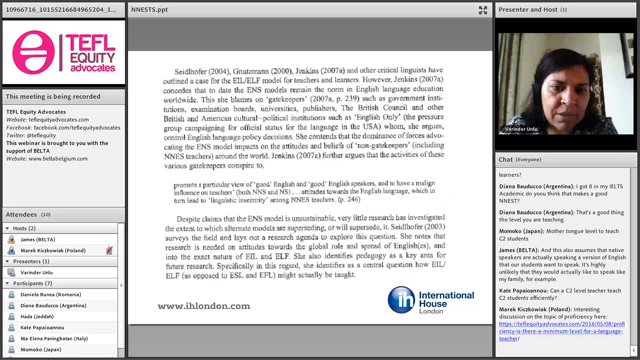 10966716_10155216684965204_1...
NNESTS.ppt
Presenter and Host (1)
TEFL
EQUITY
advocates
This meeting is being recorded
TEFL Equity Advocates
Website: teflequityadvocates.com
Facebook: facebook.com/teflequityadvocates
Twitter: @teflequity
This webinar is brought to you with the
support of BELTA
Website: www.beltabelgium.com
Attendees (10)
Hosts (2)
James (BELTA)
Marek Kiczkowiak (Poland)
Presenters (1)
Varinder Unlu
Participants (7)
Daniela Bunea (Romania)
Diana Bauducco (Argentina)
Hada (Jeddah)
Kate Papaioannou
Ma Elena Paningbatan (Italy)
Momoko (Japan)
Seidlhofer (2004), Gnutzmann (2000), Jenkins (2007a) and other critical linguists have
outlined a case for the EIL/ELF model for teachers and learners. However, Jenkins (2007a)
concedes that to date the ENS models remain the norm in English language education
worldwide. This she blames on 'gatekeepers' (2007a, p. 239) such as government insti-
tutions, examination boards, universities, publishers, The British Council and other
British and American cultural–political institutions such as 'English Only' (the pressure
group campaigning for official status for the language in the USA) whom, she argues,
control English language policy decisions. She contends that the dominance of forces advo-
cating the ENS model impacts on the attitudes and beliefs of 'non-gatekeepers' (including
NNES teachers) around the world. Jenkins (2007a) further argues that the activities of these
various gatekeepers conspire to,
promote a particular view of 'good' English and 'good' English speakers, and to have a malign
influence on teachers' (both NNS and NS) . . . attitudes towards the English language, which in
turn lead to 'linguistic insecurity' among NNES teachers. (p. 246)
Despite claims that the ENS model is unsustainable, very little research has investigated
the extent to which alternate models are superseding, or will supersede, it. Seidlhofer (2003)
surveys the field and lays out a research agenda to explore this question. She notes that
research is needed on attitudes towards the global role and spread of English(es), and
into the exact nature of EIL and ELF. She also identifies pedagogy as a key area for
future research. Specifically in this regard, she identifies as a central question how EIL/
ELF (as opposed to ESL and EFL) might actually be taught.
www.ihlondon.com
ih
International
House
London
Varinder Unlu
Chat (Everyone)
learners?
Diana Bauducco (Argentina): I got 8 in my IELTS
Academic do you think that makes a good
NNEST?
Diana Bauducco (Argentina): That's a good thing
the level you are teaching
Momoko (Japan): Mother tongue level to teach
C2 students
James (BELTA): And this also assumes that native
speakers are actually speaking a version of English
that our students want to speak. It's highly
unlikely that they would actually like to speak like
my family, for example?
Kate Papaioannou: Can a C2 level teacher teach
C2 students efficiently?
Marek Kiczkowiak (Poland): Interesting
discussion on the topic of proficiency here:
https://teflequityadvocates.com/2016/05/08/profi
ciency-is-there-a-minimum-level-for-a-language-
teacher/